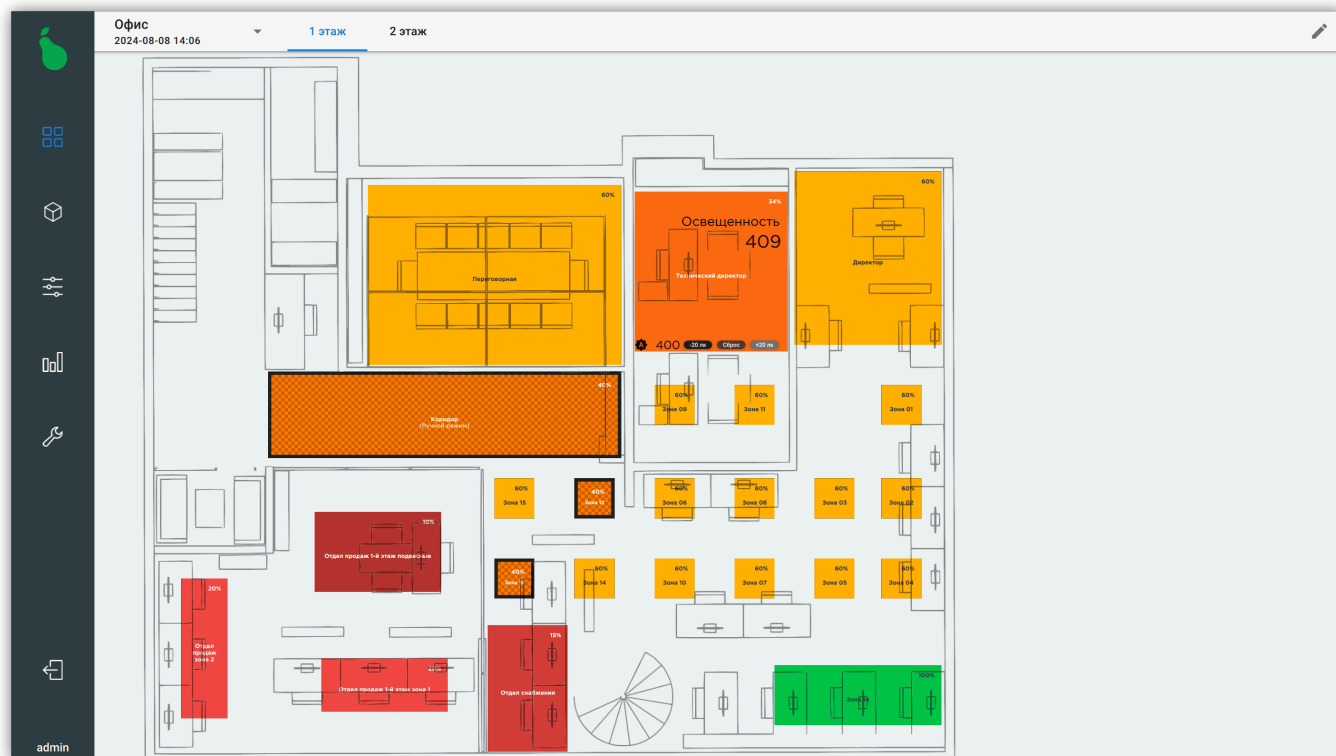 Офис
2024-08-08 14:06
1 этаж
2 этаж
60%
Переговорная
34%
Освещенность
409
Технический директор
400
-20 лк
Сброс
+20 лк
60%
Директор
40%
Коридор
(Ручной режим)
60%
Зона 09
60%
Зона 11
60%
Зона 01
60%
Зона 15
40%
Зона 12
60%
Зона 06
60%
Зона 08
60%
Зона 03
60%
Зона 02
10%
Отдел продаж 1-й этаж подвесные
40%
60%
Зона 14
60%
Зона 10
60%
Зона 07
60%
Зона 05
60%
Зона 04
20%
Отдел
продаж
зона 2
Отдел продаж 1-й этаж зона 1
15%
Отдел снабжения
100%
admin